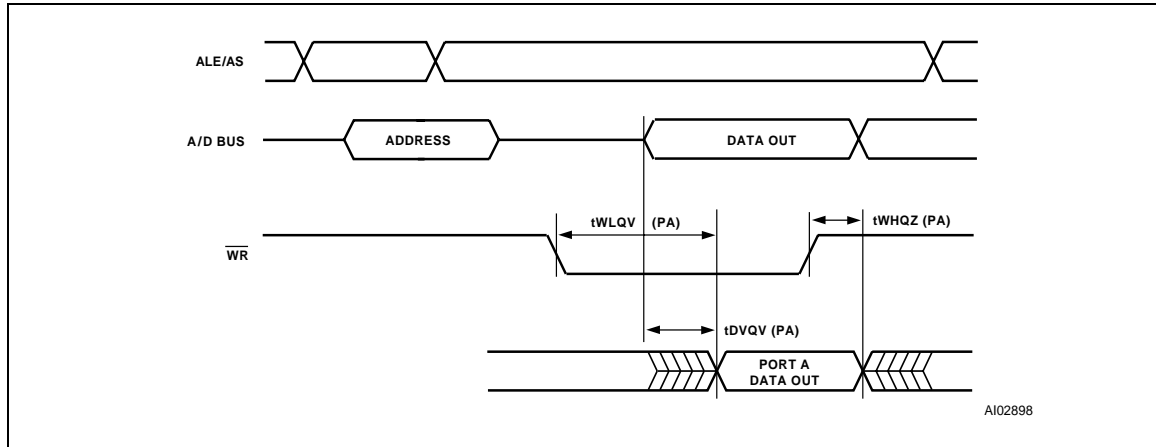 ALE/AS
A/D BUS
ADDRESS
DATA OUT
tWLQV (PA)
tWHQZ (PA)
WR
tDVQV (PA)
PORT A
DATA OUT
AI02898